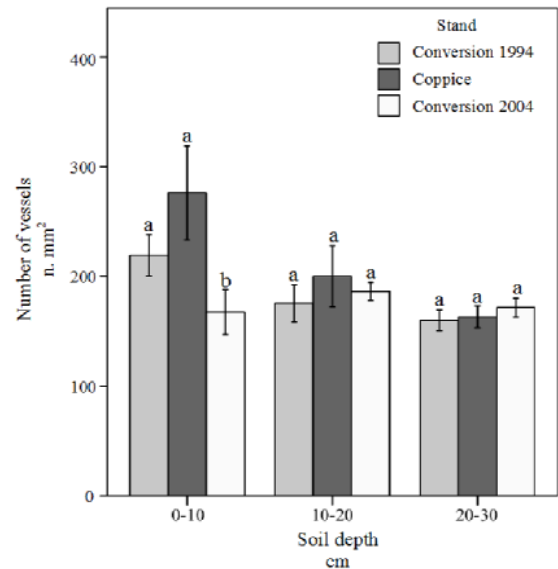 Stand
Conversion 1994
Coppice
Conversion 2004
Number of vessels
n. mm²
400
300
200
100
0
a
a
b
a
a
a
a
a
a
0-10
10-20
20-30
Soil depth
cm